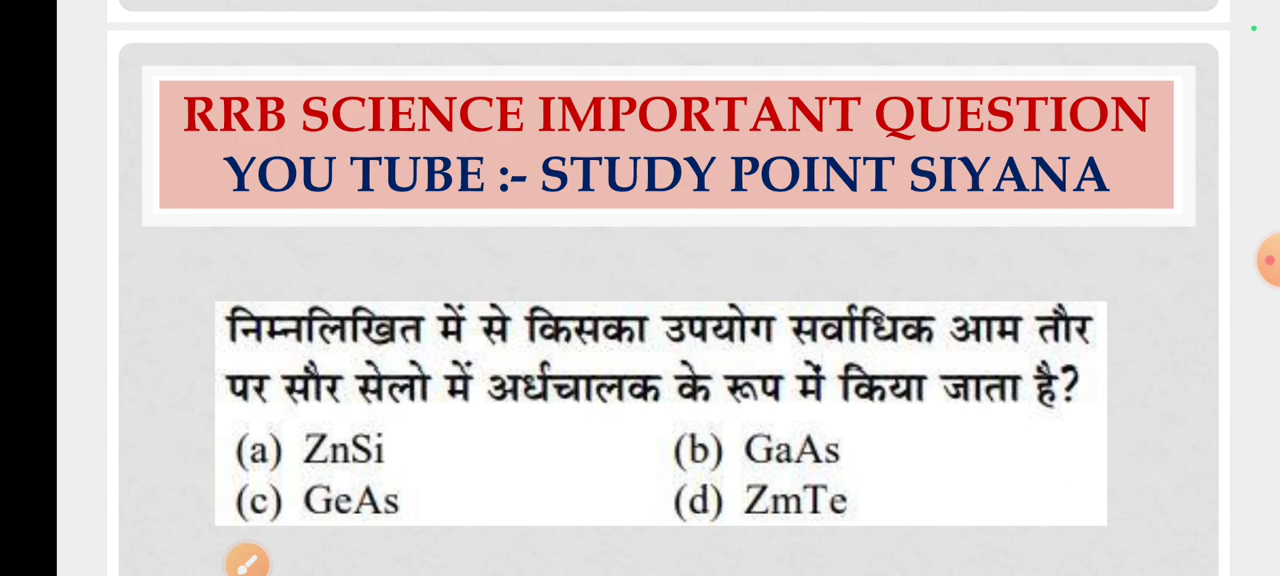 RRB SCIENCE IMPORTANT QUESTION
YOU TUBE :- STUDY POINT SIYANA
निम्नलिखित में से किसका उपयोग सर्वाधिक आम तौर
पर सौर सेलो में अर्धचालक के रूप में किया जाता है?
(a) ZnSi (b) GaAs
(c) GeAs (d) ZmTe